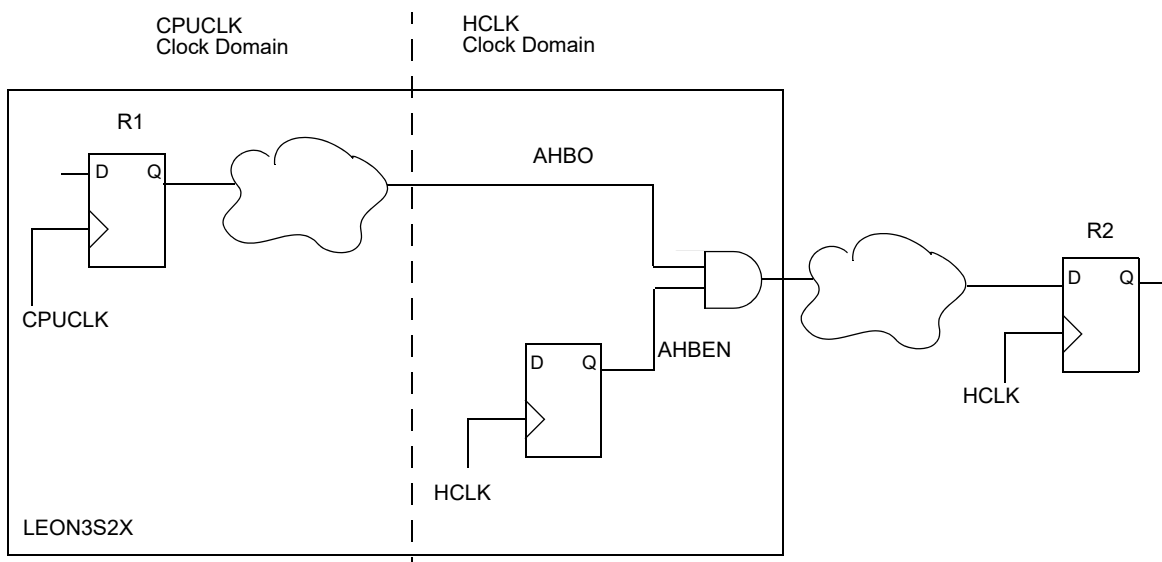 CPUCLK
Clock Domain
HCLK
Clock Domain
R1
D
Q
CPUCLK
AHBO
D
Q
AHBEN
HCLK
R2
D
Q
HCLK
LEON3S2X